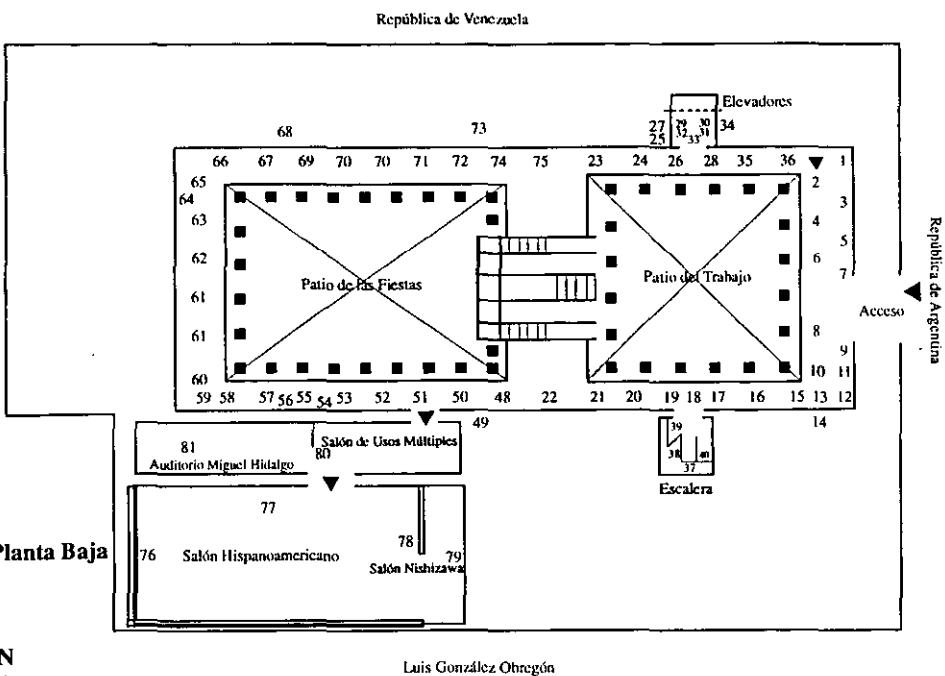 República de Venezuela
Elevadores
68 73 27 29 30 34
25 32 33 31
66 67 69 70 70 71 72 74 75 23 24 26 28 35 36 1
65 2
64 3
63 4
5
62 6
7
Patio de las Fiestas Patio del Trabajo
61
Acceso
República de Argentina
61 8
9
60 10 11
59 58 57 56 55 54 53 52 51 50 48 22 21 20 19 18 17 16 15 13 12
49 14
81 80 Salón de Usos Múltiples
Auditorio Miguel Hidalgo
39
38 40
37
Escalera
77
Planta Baja
76 Salón Hispanoamericano 78 79
Salón Nishizawa
N
Luis González Obregón